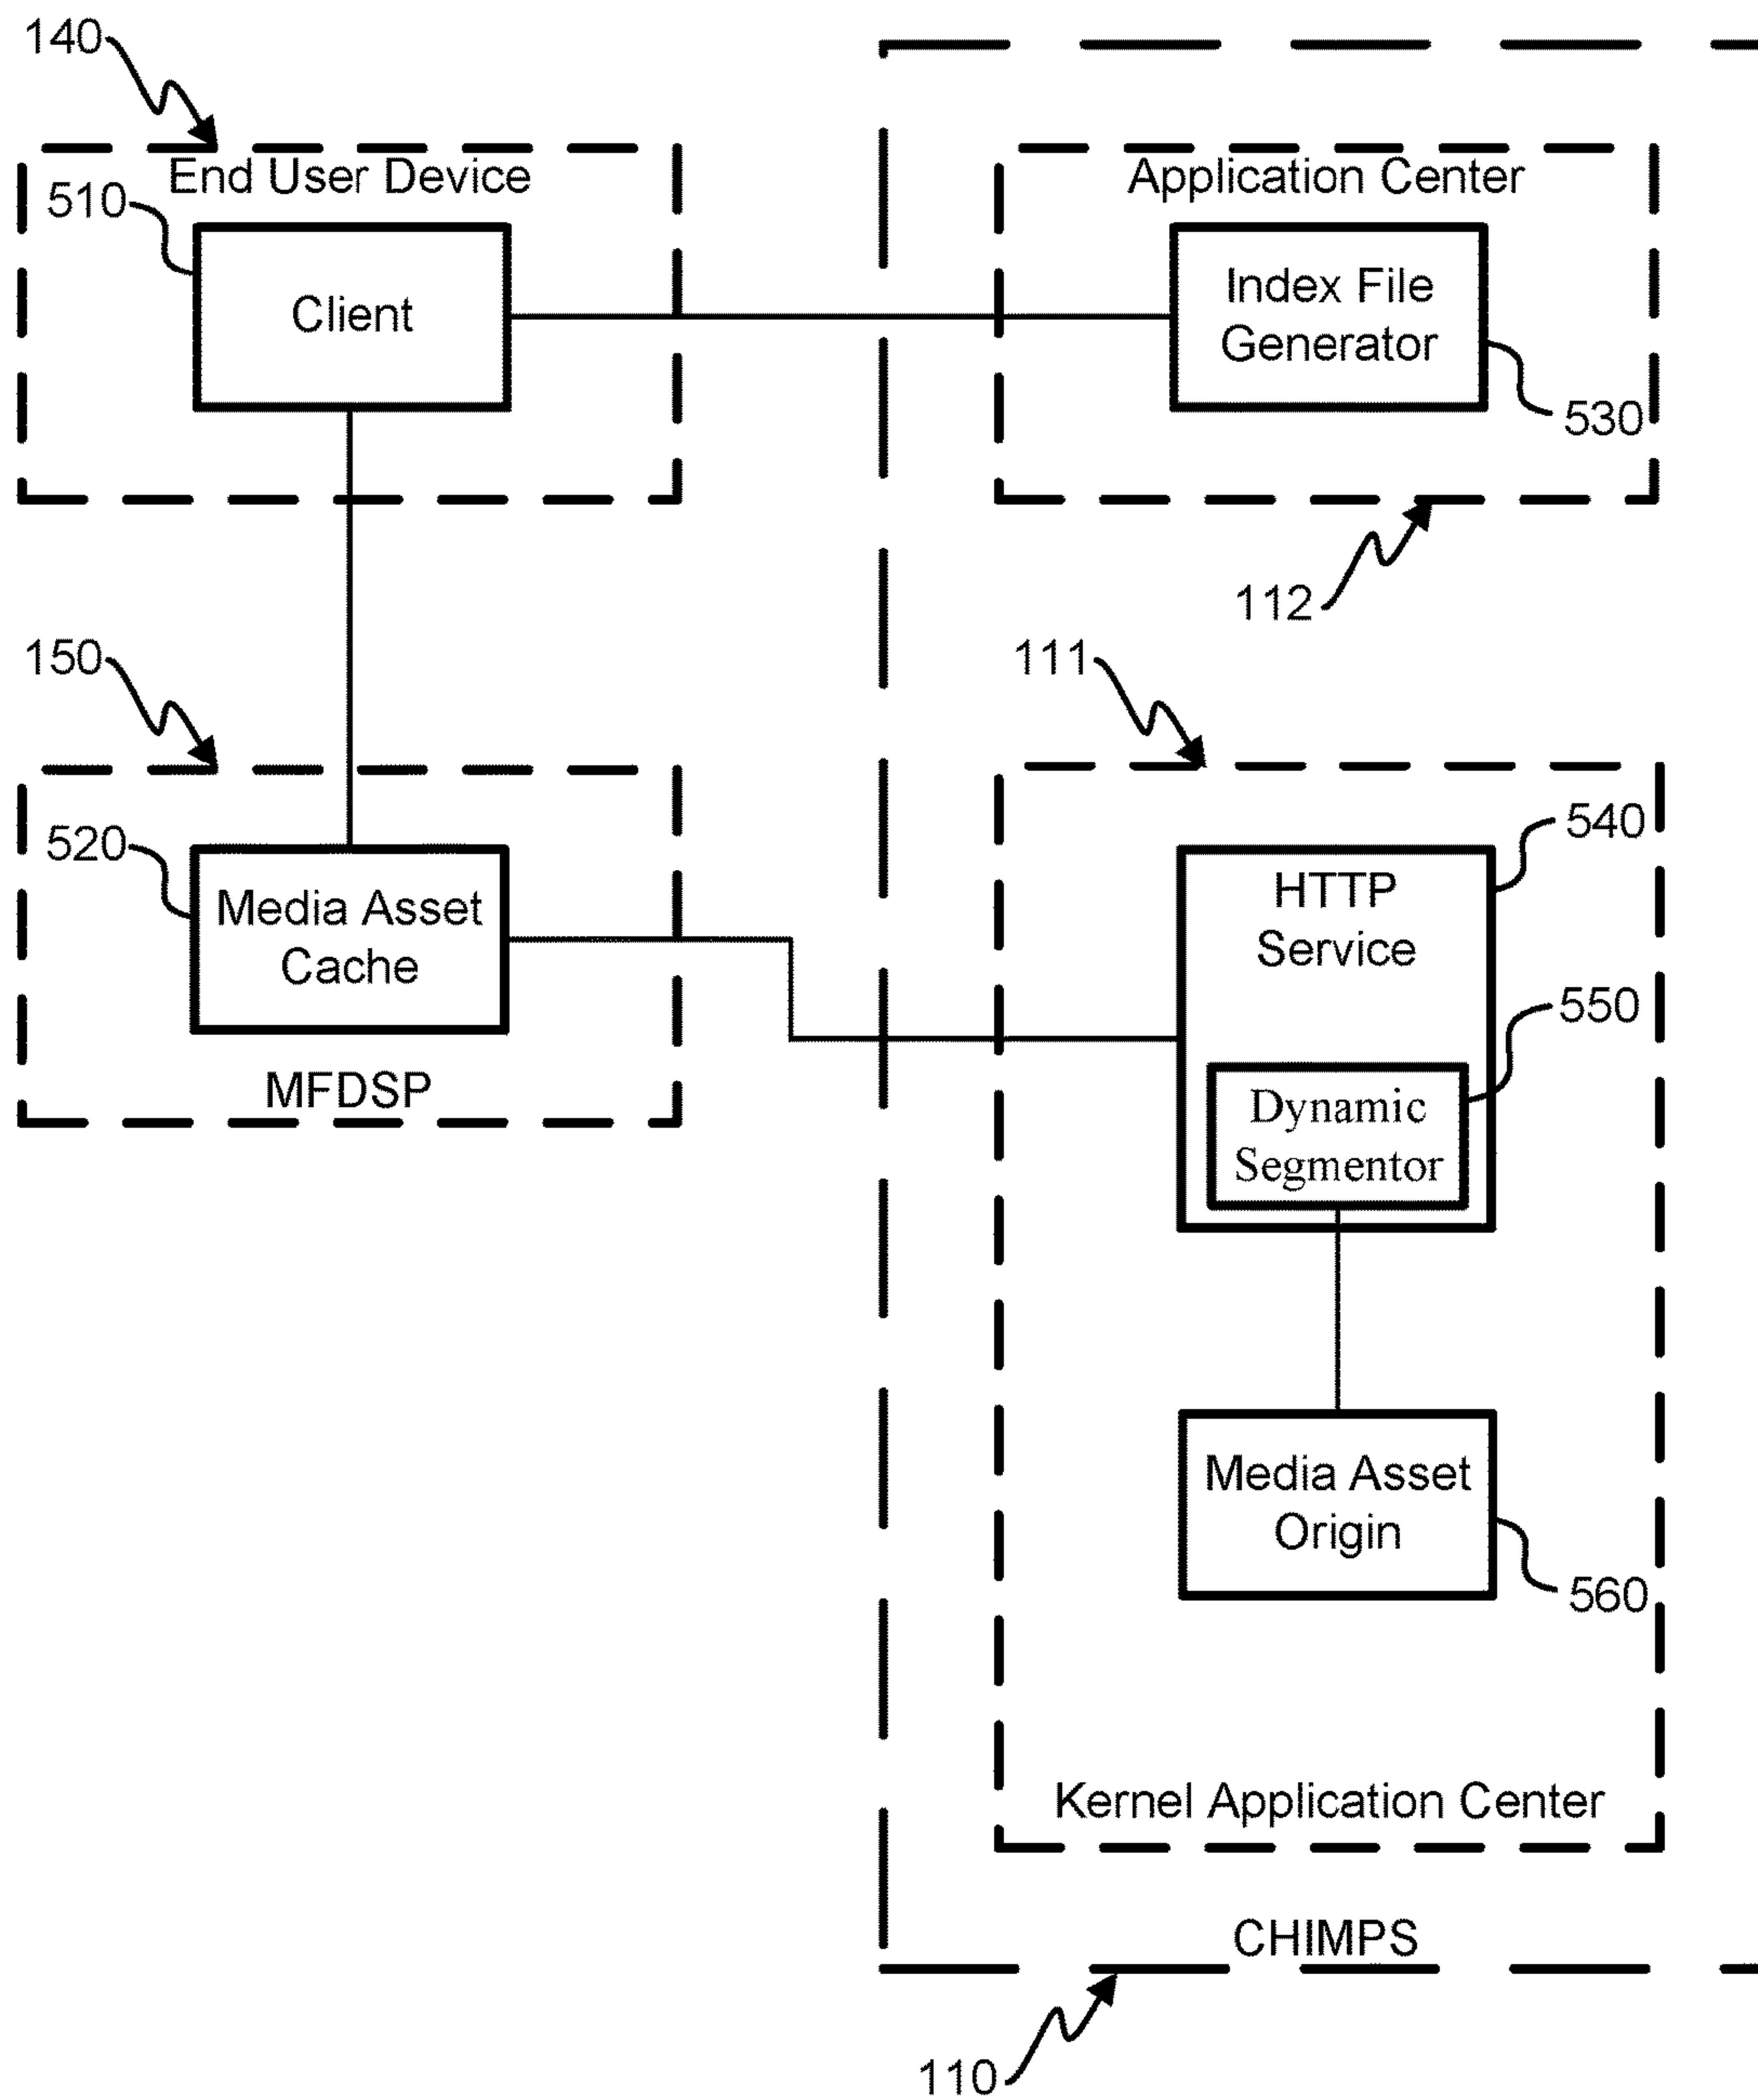 140
End User Device
Application Center
510
Client
Index File
Generator
530
112
150
111
520
Media Asset
Cache
MFDSP
540
HTTP
Service
550
Dynamic
Segmentor
Media Asset
Origin
560
Kernel Application Center
CHIMPS
110